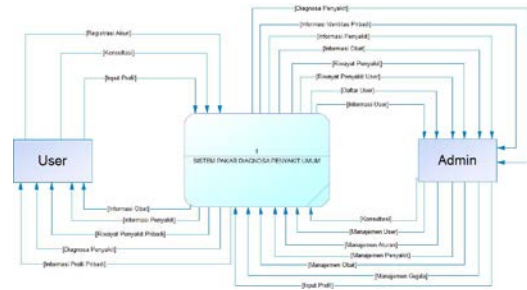 [Diagnosa Penyakit]
[Informasi Identitas Pribadi]
[Registrasi Akun]
[Informasi Penyakit]
[Konsultasi]
[Informasi Obat]
[Riwayat Penyakit]
[Input Profil]
[Riwayat Penyakit User]
[Daftar User]
[Informasi User]
User
1
SISTEM PAKAR DIAGNOSA PENYAKIT UMUM
Admin
[Informasi Obat]
[Informasi Penyakit]
[Riwayat Penyakit Pribadi]
[Diagnosa Penyakit]
[Informasi Profil Pribadi]
[Konsultasi]
[Manajemen User]
[Manajemen Aturan]
[Manajemen Penyakit]
[Manajemen Obat]
[Manajemen Gejala]
[Input Profil]